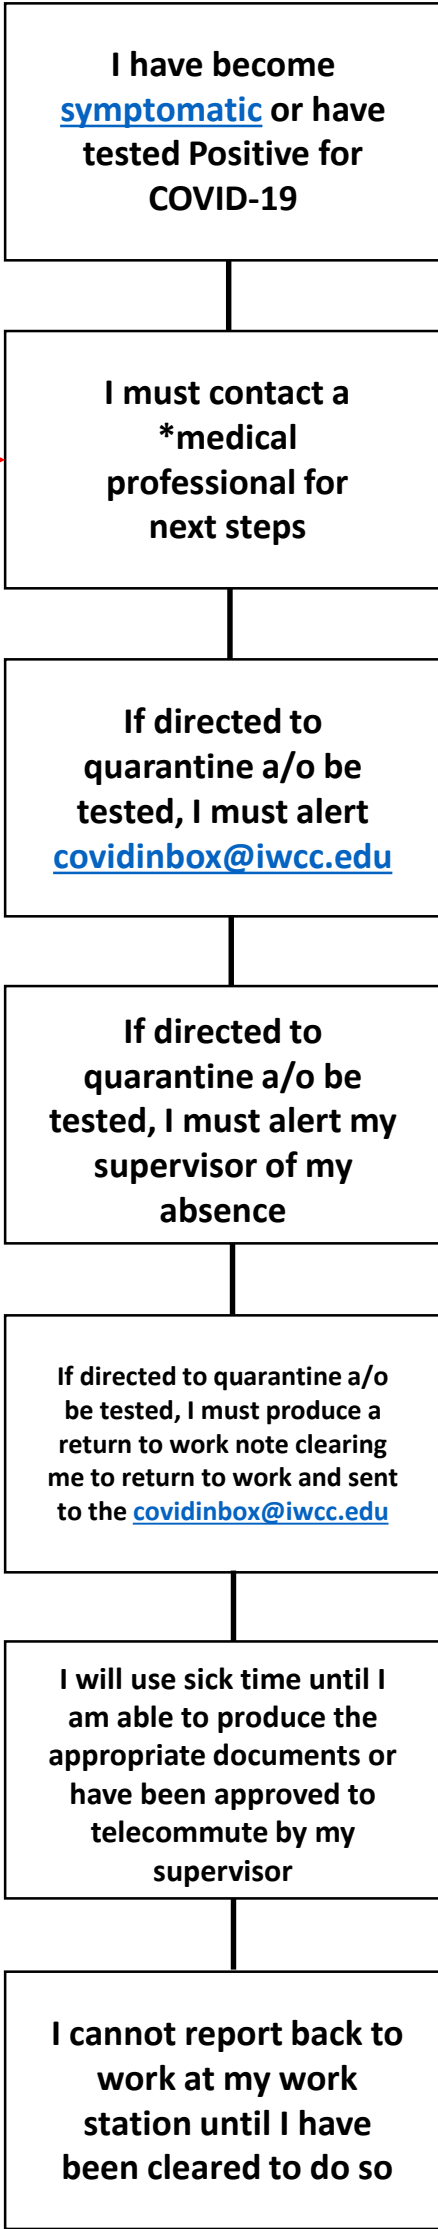 I have become
symptomatic or have
tested Positive for
COVID-19
I must contact a
*medical
professional for
next steps
If directed to
quarantine a/o be
tested, I must alert
covidinbox@iwcc.edu
If directed to
quarantine a/o be
tested, I must alert my
supervisor of my
absence
If directed to quarantine a/o
be tested, I must produce a
return to work note clearing
me to return to work and sent
to the covidinbox@iwcc.edu
I will use sick time until I
am able to produce the
appropriate documents or
have been approved to
telecommute by my
supervisor
I cannot report back to
work at my work
station until I have
been cleared to do so